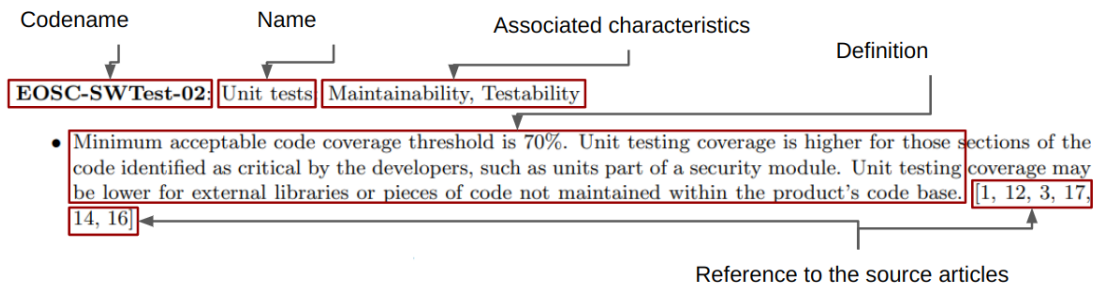 Codename
Name
Associated characteristics
Definition
EOSC-SWTest-02: Unit tests Maintainability, Testability
• Minimum acceptable code coverage threshold is 70%. Unit testing coverage is higher for those sections of the
code identified as critical by the developers, such as units part of a security module. Unit testing coverage may
be lower for external libraries or pieces of code not maintained within the product's code base. [1, 12, 3, 17,
14, 16]
Reference to the source articles